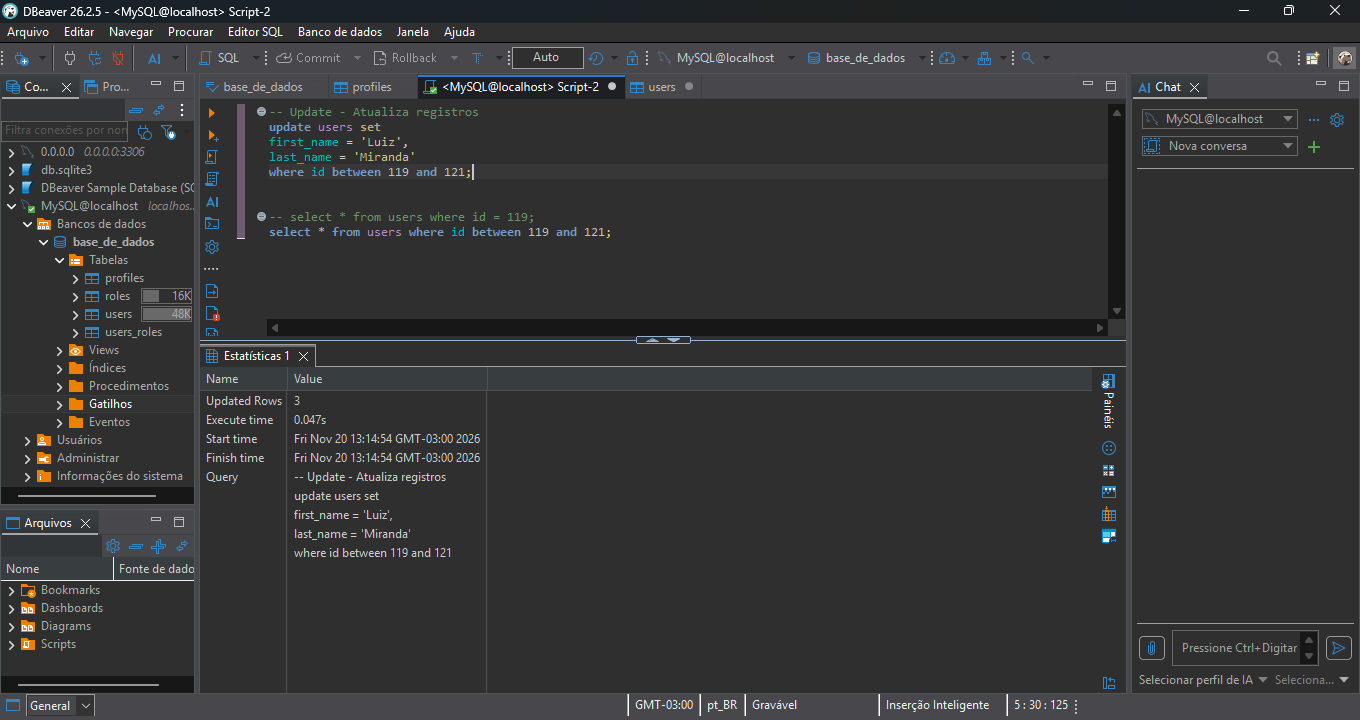 DBeaver 26.2.5 - <MySQL@localhost> Script-2
Arquivo Editar Navegar Procurar Editor SQL Banco de dados Janela Ajuda
AI SQL Commit Rollback T Auto MySQL@localhost base_de_dados
Co... Pro...
Filtra conexões por nom
0.0.0.0 0.0.0.0:3306
db.sqlite3
DBeaver Sample Database (SQ
MySQL@localhost localhos...
Bancos de dados
base_de_dados
Tabelas
profiles
roles 16K
users 48K
users_roles
Views
Índices
Procedimentos
Gatilhos
Eventos
Usuários
Administrar
Informações do sistema
Arquivos
Nome Fonte de dado
Bookmarks
Dashboards
Diagrams
Scripts
General
base_de_dados profiles <MySQL@localhost> Script-2 users
AI
-- Update - Atualiza registros
update users set
first_name = 'Luiz',
last_name = 'Miranda'
where id between 119 and 121;
-- select * from users where id = 119;
select * from users where id between 119 and 121;
Estatísticas 1
Name Value
Updated Rows 3
Execute time 0.047s
Start time Fri Nov 20 13:14:54 GMT-03:00 2026
Finish time Fri Nov 20 13:14:54 GMT-03:00 2026
Query -- Update - Atualiza registros
update users set
first_name = 'Luiz',
last_name = 'Miranda'
where id between 119 and 121
Painéis
AI Chat
MySQL@localhost
Nova conversa
Pressione Ctrl+Digitar
Selecionar perfil de IA Seleciona...
GMT-03:00 pt_BR Gravável Inserção Inteligente 5 : 30 : 125